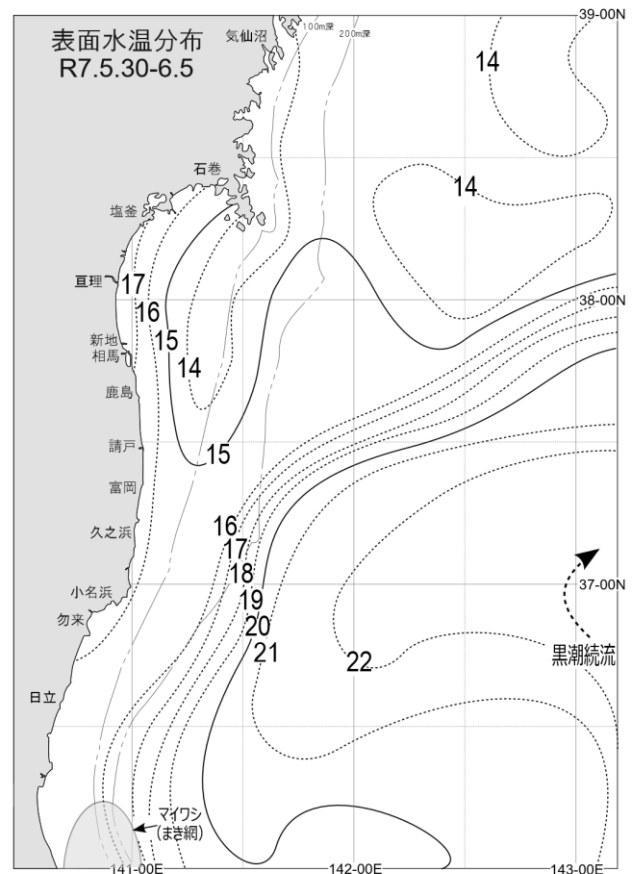 表面水温分布
R7.5.30-6.5
39-00N
100m深
200m深
気仙沼
14
石巻
14
塩釜
亘理
17
38-00N
16
新地
15
相馬
14
鹿島
請戸
15
富岡
久之浜
16
17
18
37-00N
小名浜
19
勿来
20
21
22
黒潮続流
日立
マイワシ
(まき網)
141-00E
142-00E
143-00E